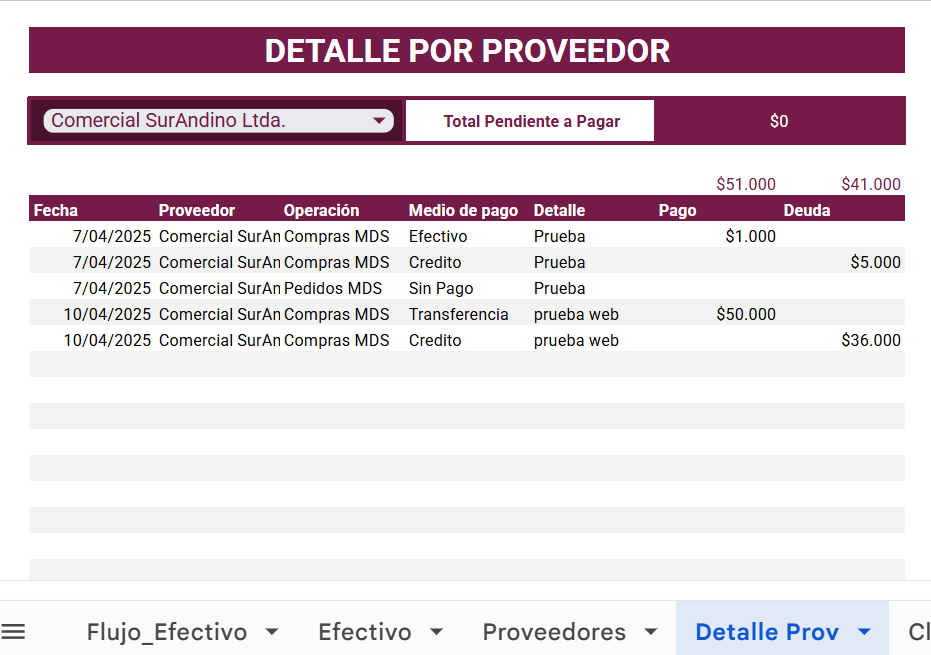 DETALLE POR PROVEEDOR
Comercial SurAndino Ltda. Total Pendiente a Pagar $0
$51.000 $41.000
Fecha Proveedor Operación Medio de pago Detalle Pago Deuda
7/04/2025 Comercial SurAn Compras MDS Efectivo Prueba $1.000
7/04/2025 Comercial SurAn Compras MDS Credito Prueba $5.000
7/04/2025 Comercial SurAn Pedidos MDS Sin Pago Prueba
10/04/2025 Comercial SurAn Compras MDS Transferencia prueba web $50.000
10/04/2025 Comercial SurAn Compras MDS Credito prueba web $36.000
Flujo_Efectivo Efectivo Proveedores Detalle Prov Cl